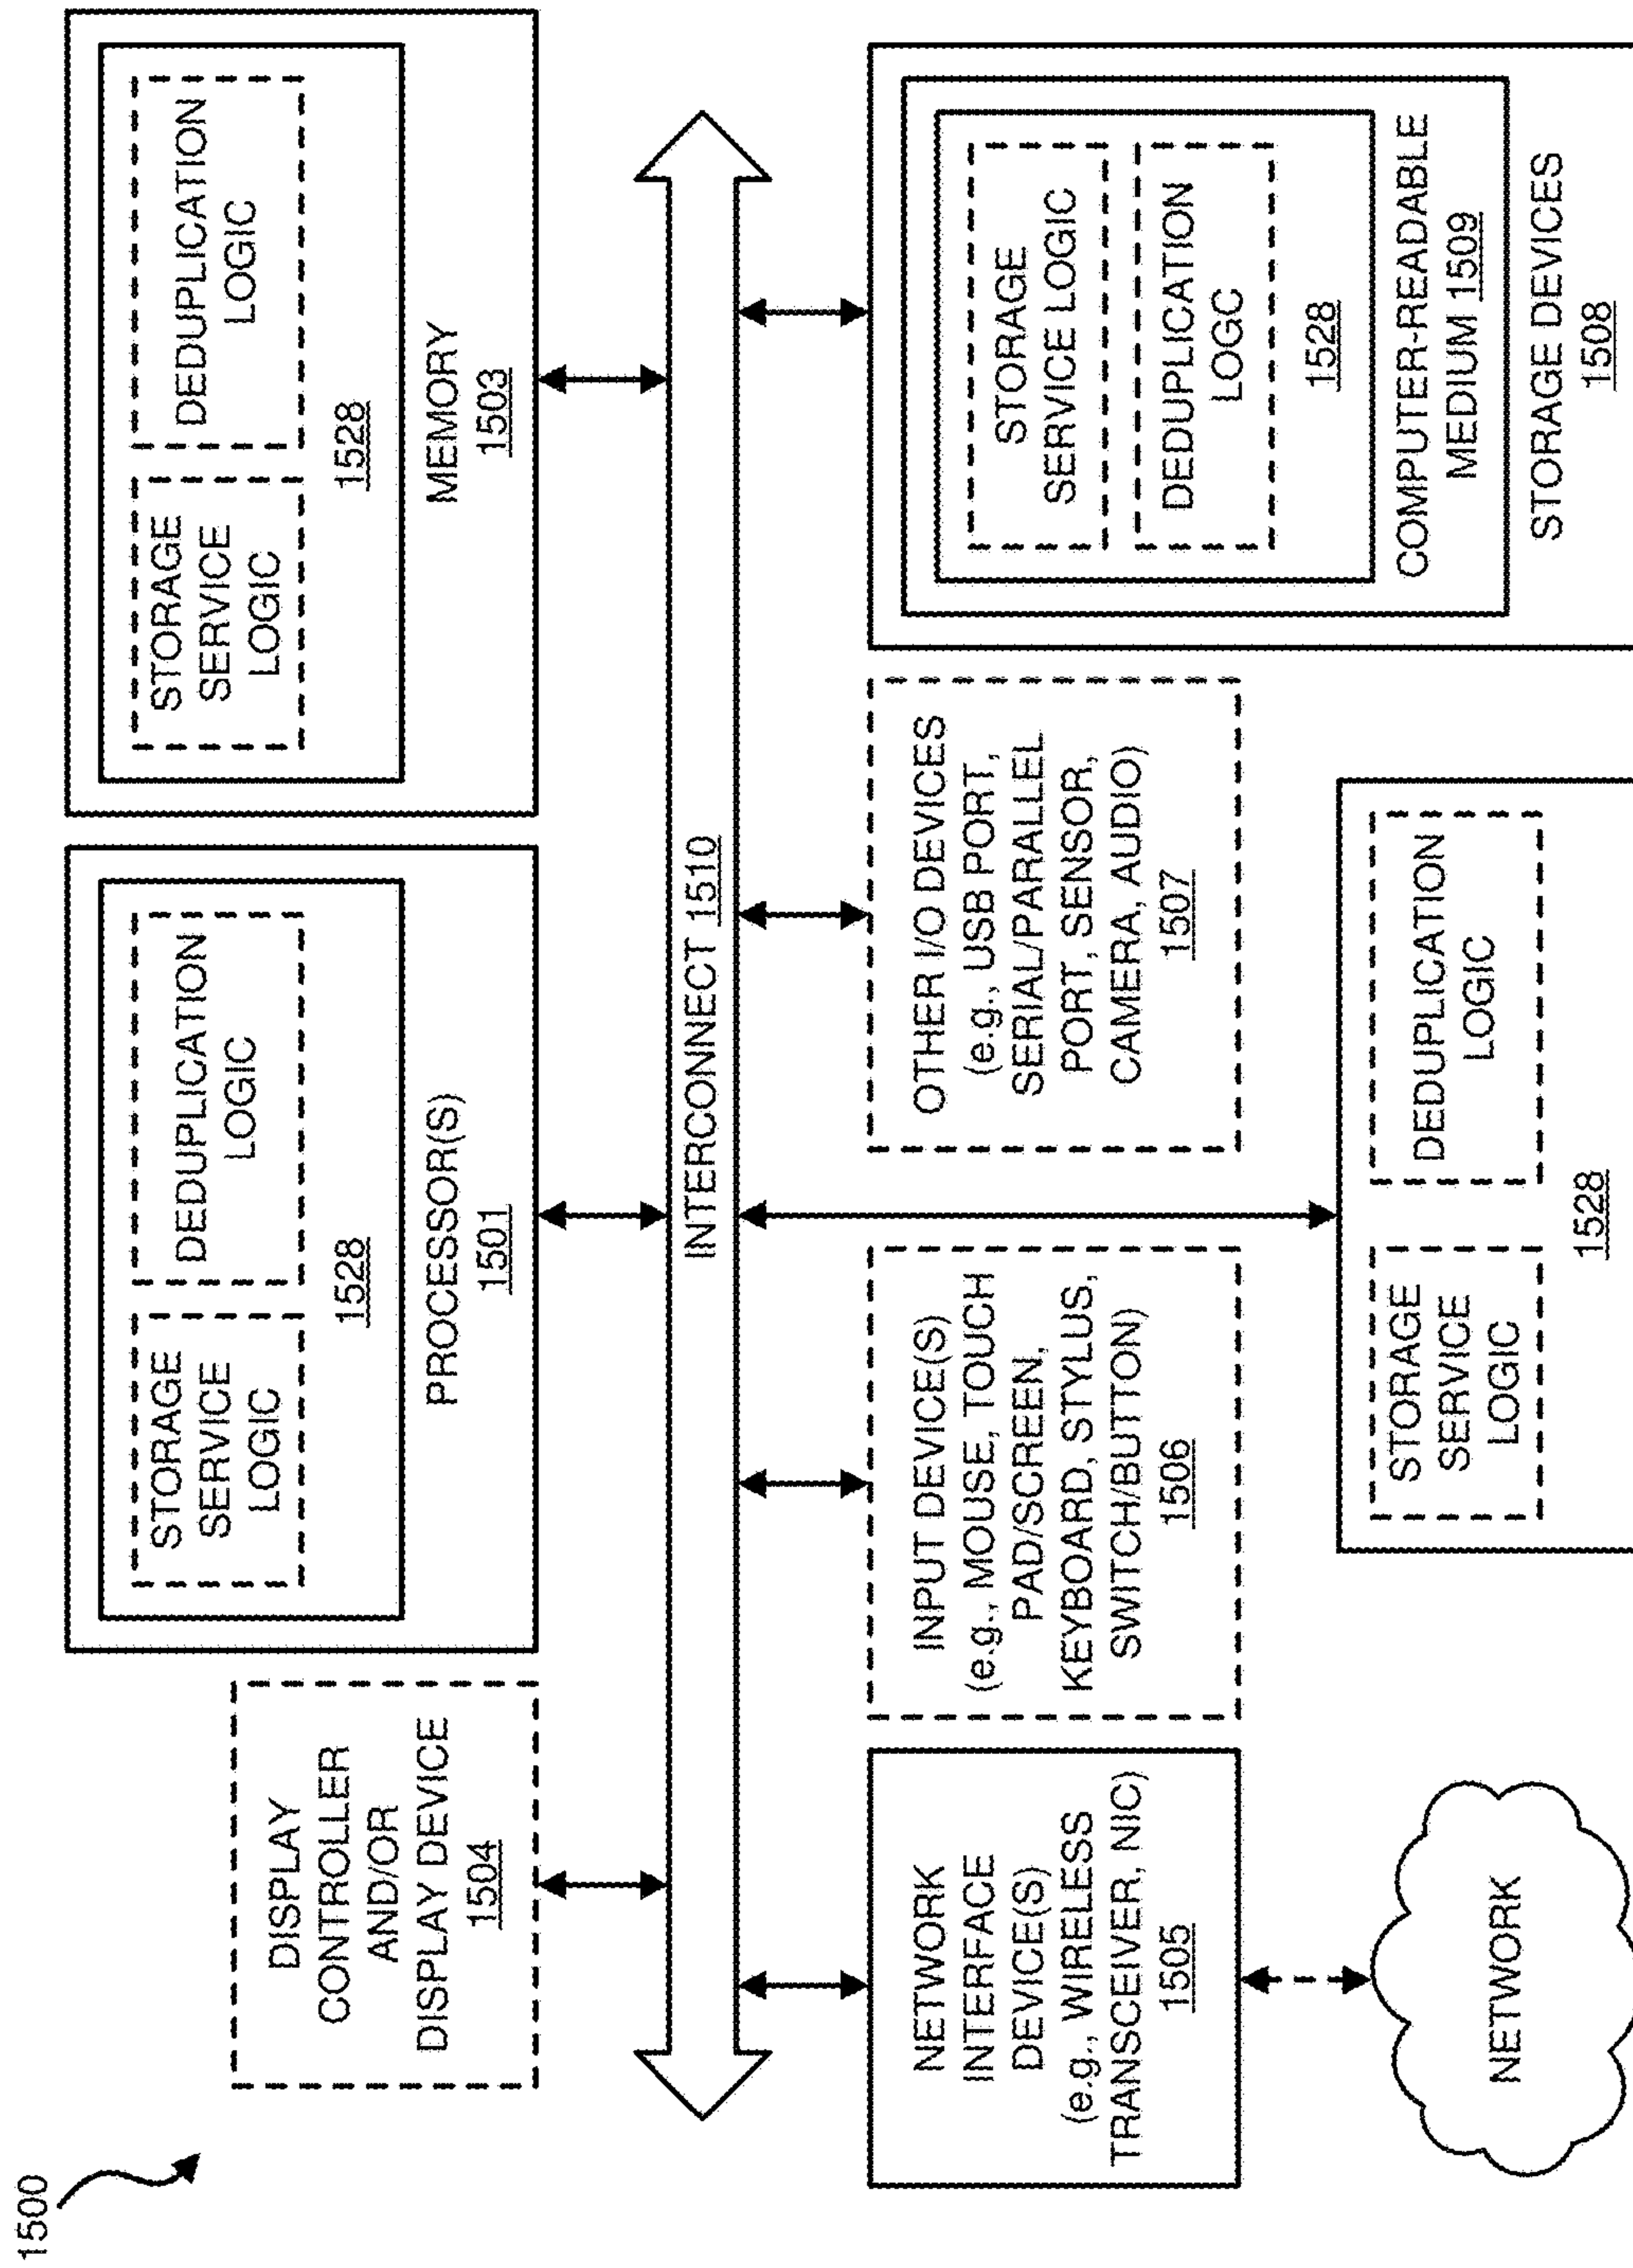 1500
DISPLAY
CONTROLLER
AND/OR
DISPLAY DEVICE
1504
STORAGE
SERVICE
LOGIC
DEDUPLICATION
LOGIC
1528
PROCESSOR(S)
1501
STORAGE
SERVICE
LOGIC
DEDUPLICATION
LOGIC
1528
MEMORY
1503
INTERCONNECT 1510
NETWORK
INTERFACE
DEVICE(S)
(e.g., WIRELESS
TRANSCEIVER, NIC)
1505
INPUT DEVICE(S)
(e.g., MOUSE, TOUCH
PAD/SCREEN,
KEYBOARD, STYLUS,
SWITCH/BUTTON)
1506
OTHER I/O DEVICES
(e.g., USB PORT,
SERIAL/PARALLEL
PORT, SENSOR,
CAMERA, AUDIO)
1507
STORAGE
SERVICE LOGIC
DEDUPLICATION
LOGC
1528
COMPUTER-READABLE
MEDIUM 1509
STORAGE DEVICES
1508
NETWORK
STORAGE
SERVICE
LOGIC
DEDUPLICATION
LOGIC
1528